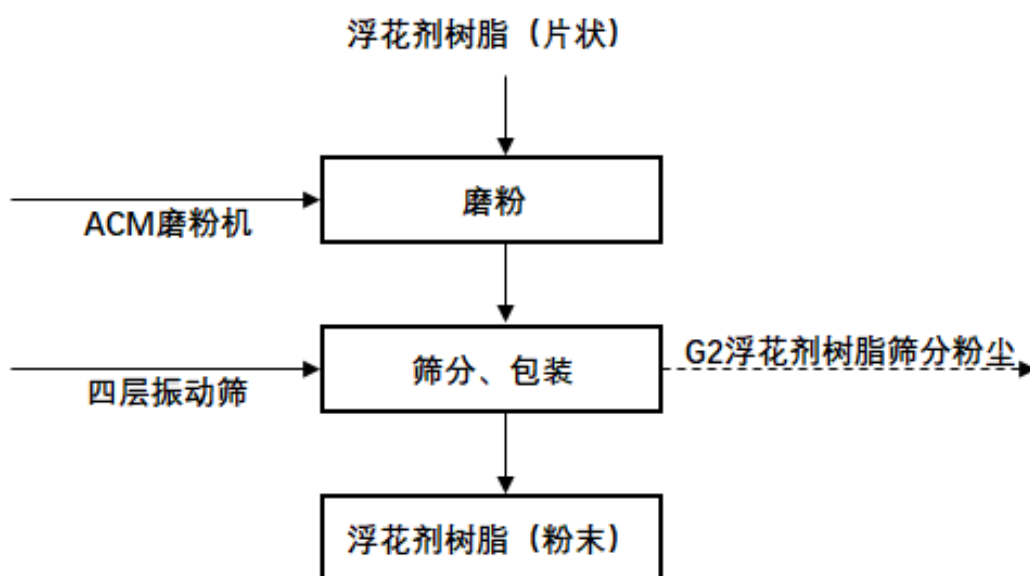 浮花剂树脂（片状）
磨粉
ACM磨粉机
筛分、包装
G2浮花剂树脂筛分粉尘
四层振动筛
浮花剂树脂（粉末）